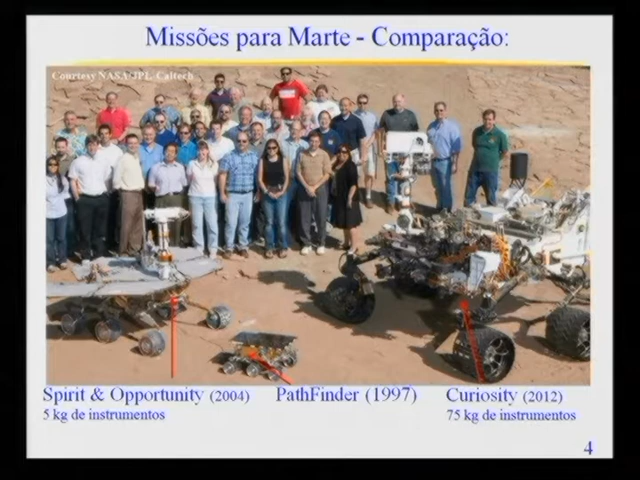 Missões para Marte - Comparação:
Courtesy NASA/JPL Caltech
Spirit & Opportunity (2004)
5 kg de instrumentos
PathFinder (1997)
Curiosity (2012)
75 kg de instrumentos
4